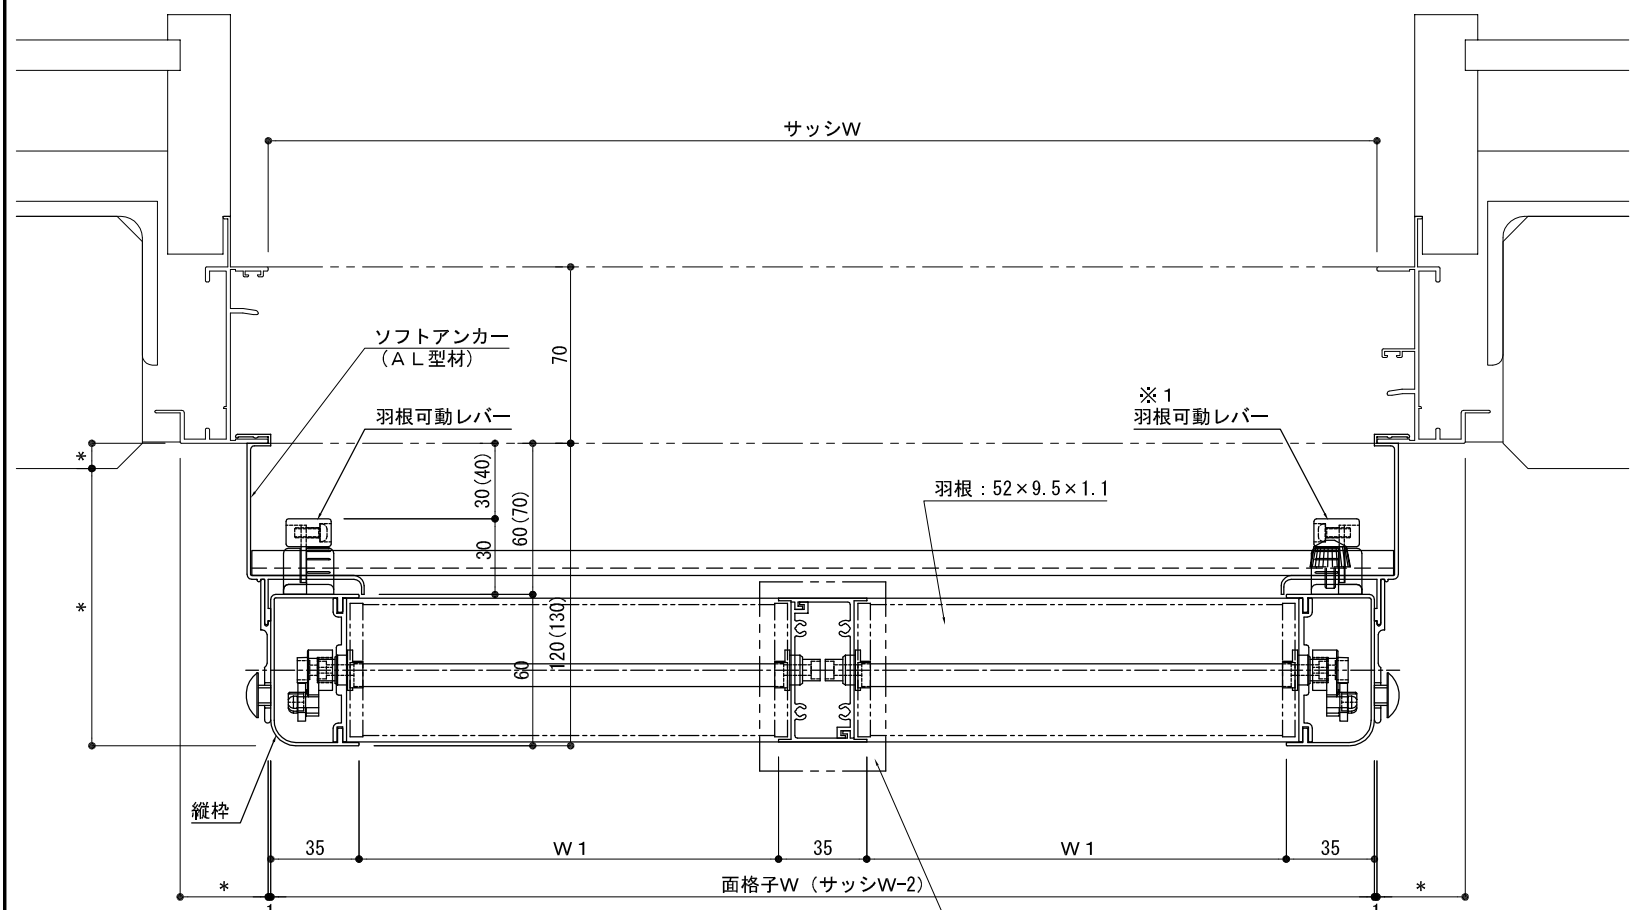 サッシW
ソフトアンカー
（AL型材）
70
※1
羽根可動レバー
羽根可動レバー
*
30(40)
60(70)
羽根：52×9.5×1.1
30
*
120(130)
60
縦枠
35
W1
35
W1
35
*
面格子W（サッシW-2）
*
1
1